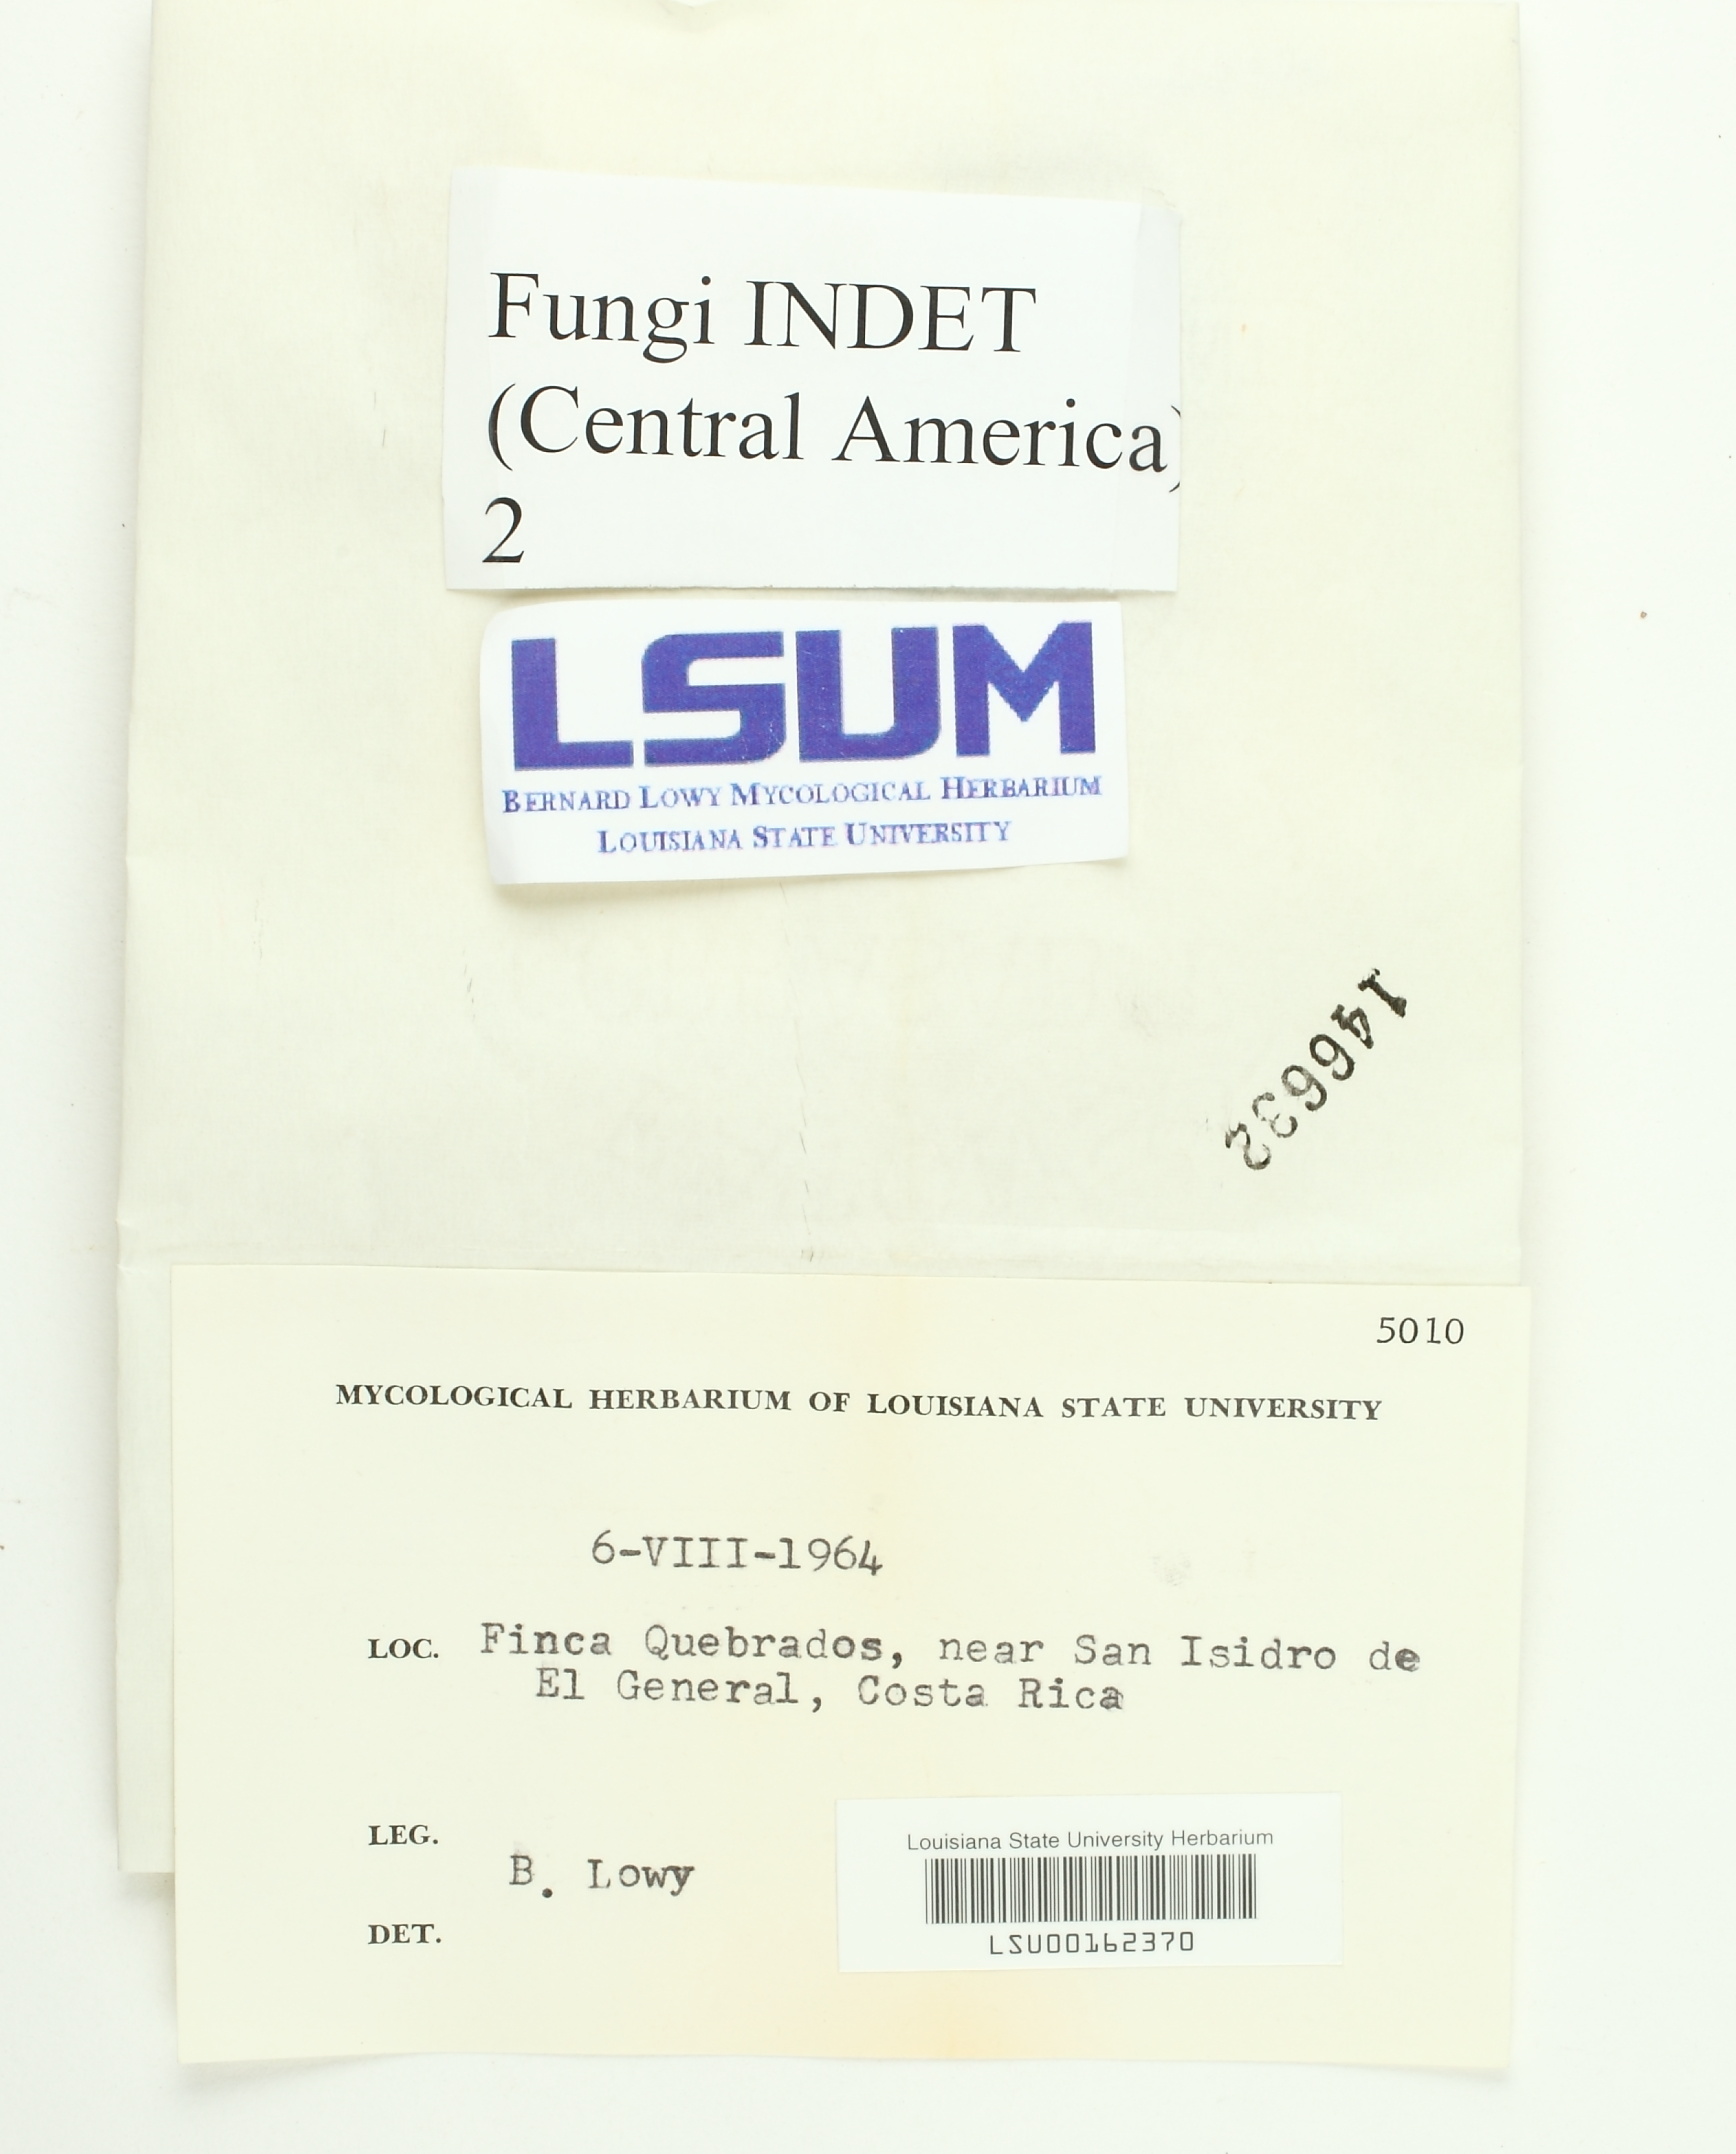 Fungi INDET
(Central America)
2
LSUM
BERNARD LOWY MYCOLOGICAL HERBARIUM
LOUISIANA STATE UNIVERSITY
146632
5010
MYCOLOGICAL HERBARIUM OF LOUISIANA STATE UNIVERSITY
6-VIII-1964
LOC. Finca Quebrados, near San Isidro de
El General, Costa Rica
LEG.
B. Lowy
DET.
Louisiana State University Herbarium
LSU00162370